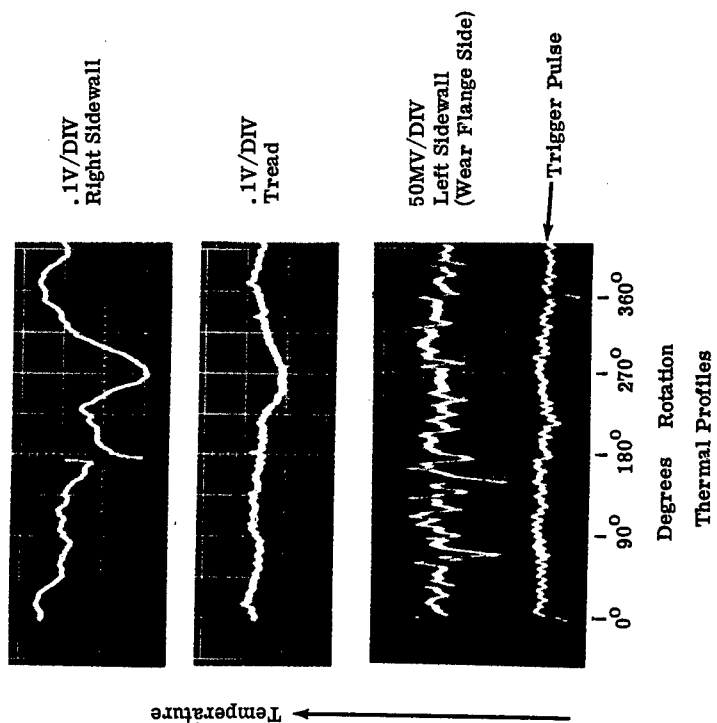 .1V/DIV
Right Sidewall
.1V/DIV
Tread
50MV/DIV
Left Sidewall
(Wear Flange Side)
Trigger Pulse
Temperature
0° 90° 180° 270° 360°
Degrees Rotation
Thermal Profiles